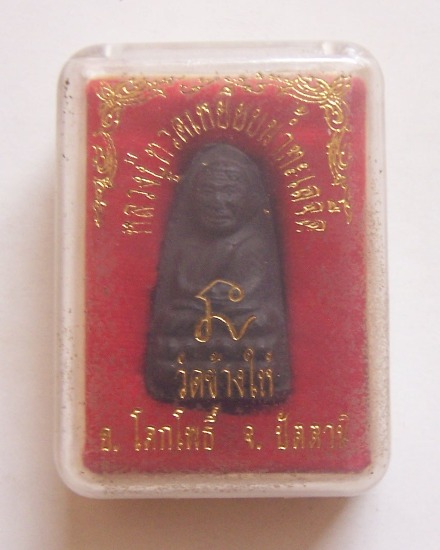 หลวงปู่ทวดเหยียบน้ำทะเลจืด
วัดช้างให้
อ. โคกโพธิ์ จ. ปัตตานี